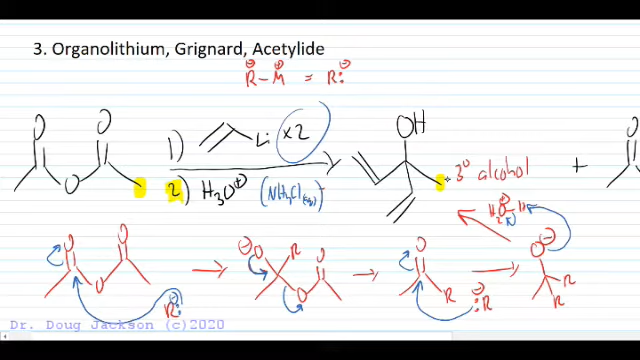 3. Organolithium, Grignard, Acetylide
R⊖ – M⊕ = R:⊖
O O O 1) Li x2 OH 3° alcohol + O
2) H3O⊕ (NH4Cl(aq))
H2O⊕–H
O O O ⊖O R O O O R ⊖:R O⊖ R R
R:⊖
Dr. Doug Jackson (c)2020